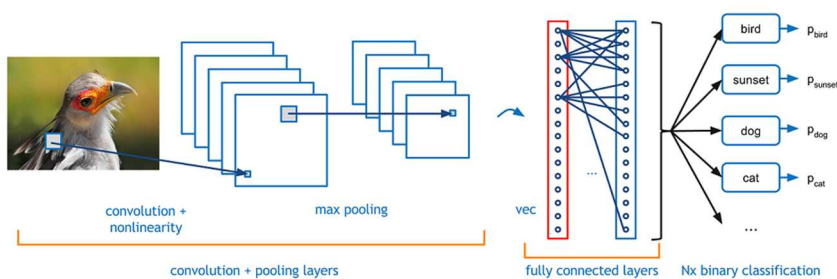 bird
p_bird
sunset
p_sunset
dog
p_dog
cat
p_cat
...
...
convolution +
nonlinearity
max pooling
vec
convolution + pooling layers
fully connected layers
Nx binary classification